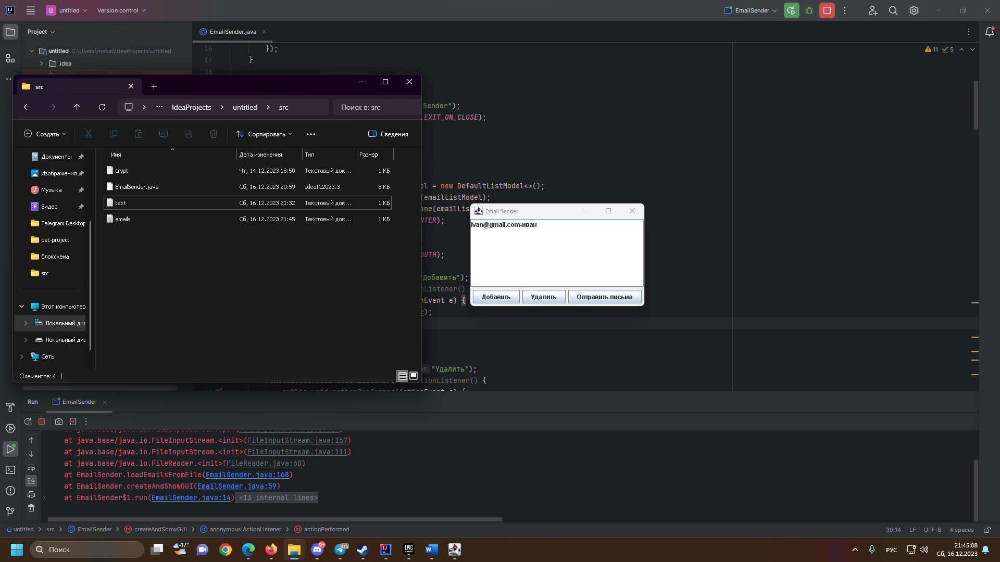 untitled
Version control
EmailSender
Project
EmailSender.java
untitled C:\Users\mekai\IdeaProjects\untitled
.idea
16 });
17 }
18
11 5
src
IdeaProjects
untitled
src
Поиск в: src
Создать
Сортировать
Сведения
Имя
Дата изменения
Тип
Размер
Документы
Изображения
Музыка
Видео
Telegram Desktop
pet-project
блоксхема
src
Этот компьютер
Локальный дис
Локальный дис
Сеть
crypt Чт, 14.12.2023 18:50 Текстовый док... 1 КБ
EmailSender.java Сб, 16.12.2023 20:59 IdeaIC2023.3 8 КБ
text Сб, 16.12.2023 21:32 Текстовый док... 1 КБ
emails Сб, 16.12.2023 21:45 Текстовый док... 1 КБ
Элементов: 4
Sender");
.EXIT_ON_CLOSE);
el = new DefaultListModel<>();
(emailListModel);
ane(emailLis
NTER);
OUTH);
"Добавить");
nListener()
nEvent e) {
e);
"Удалить");
ActionListener() {
Email Sender
ivan@gmail.com-иван
Добавить
Удалить
Отправить письма
Run
EmailSender
at java.base/java.io.FileInputStream.<init>(FileInputStream.java:157)
at java.base/java.io.FileInputStream.<init>(FileInputStream.java:111)
at java.base/java.io.FileReader.<init>(FileReader.java:60)
at EmailSender.loadEmailsFromFile(EmailSender.java:168)
at EmailSender.createAndShowGUI(EmailSender.java:59)
at EmailSender$1.run(EmailSender.java:14) <13 internal lines>
untitled
src
EmailSender
createAndShowGUI
anonymous ActionListener
actionPerformed
39:14
LF
UTF-8
4 spaces
Поиск
-17°
9+
415
РУС
21:45:08
Сб, 16.12.2023